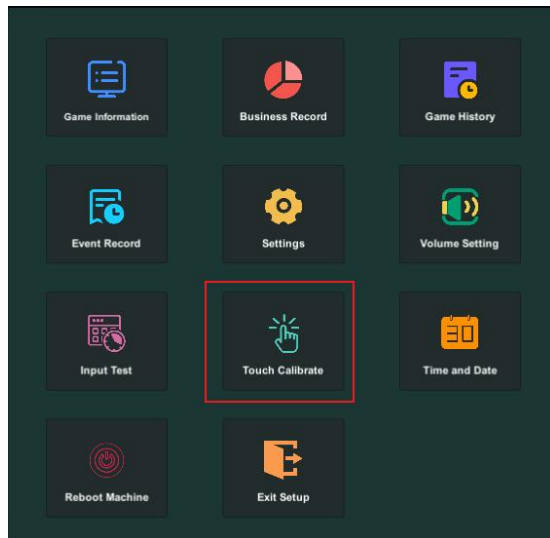 Game Information
Business Record
Game History
Event Record
Settings
Volume Setting
Input Test
Touch Calibrate
30
Time and Date
Reboot Machine
Exit Setup